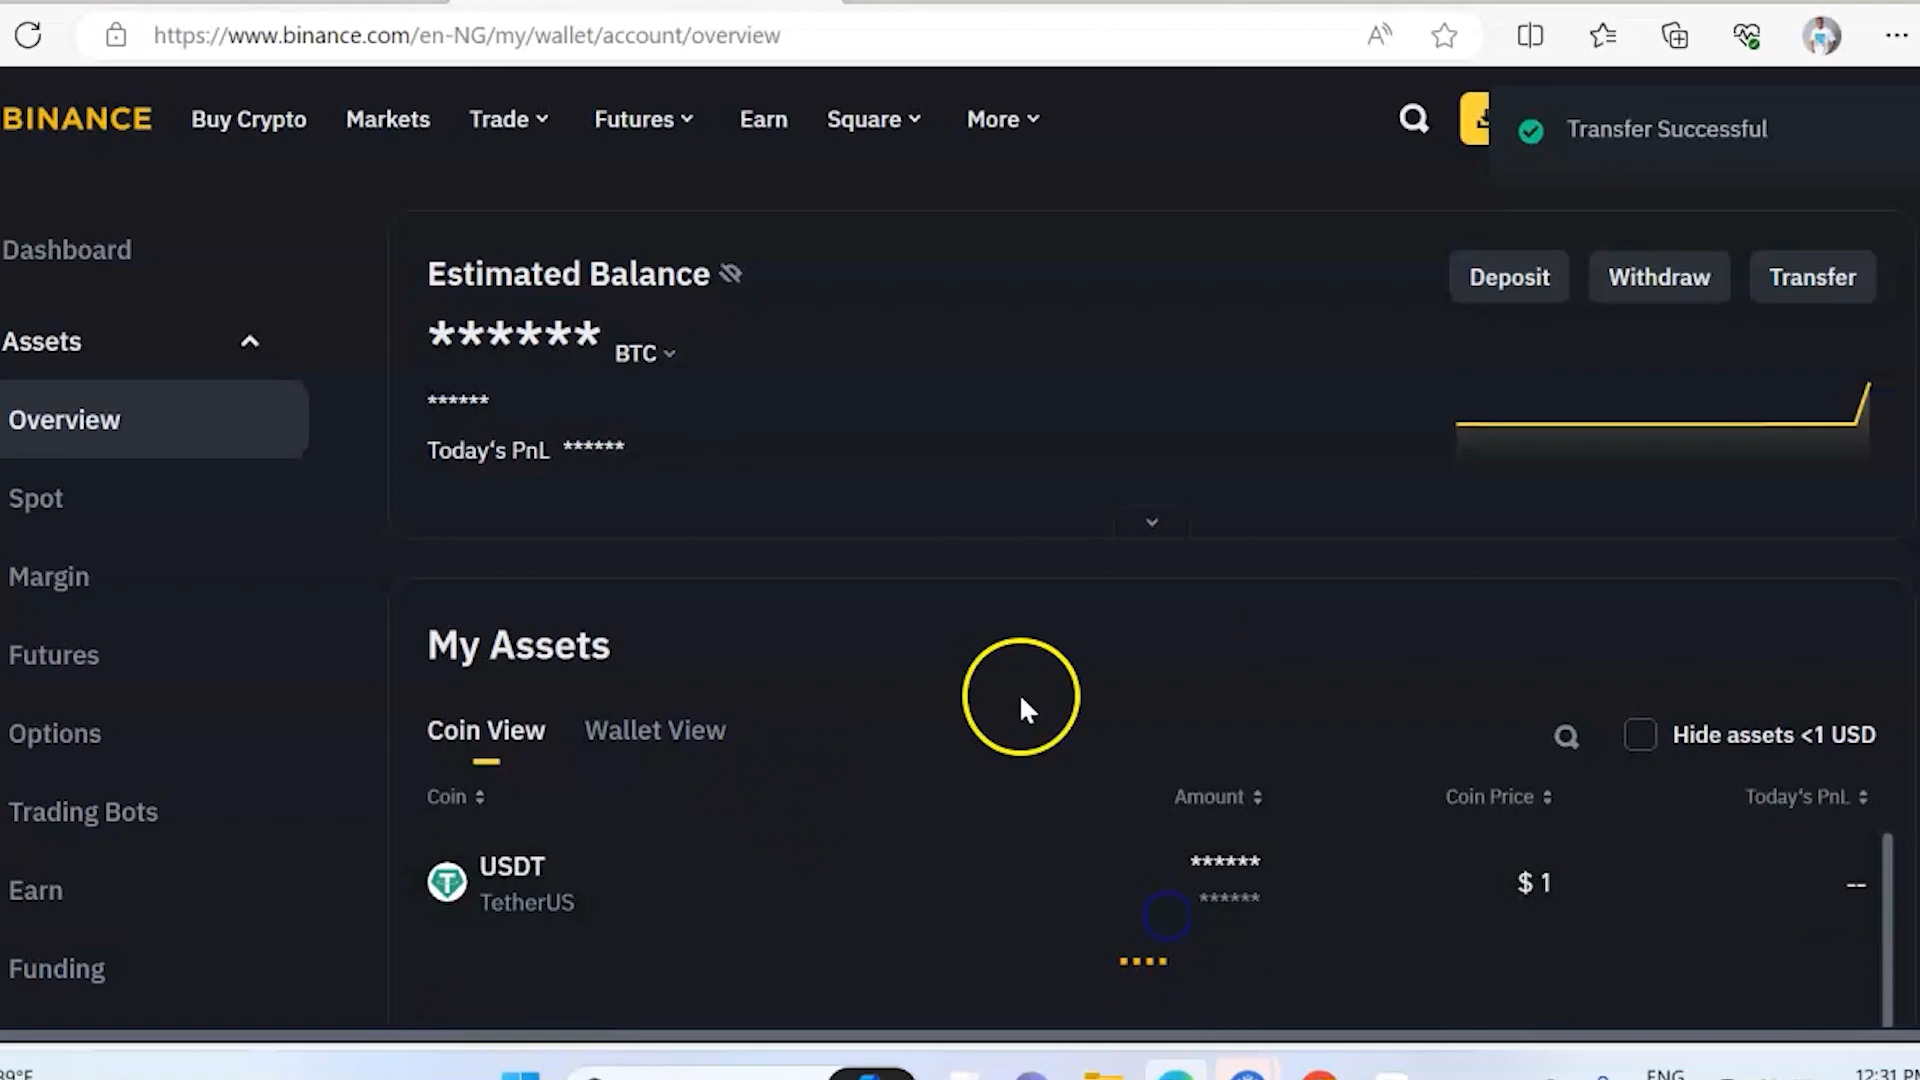 https://www.binance.com/en-NG/my/wallet/account/overview
BINANCE Buy Crypto Markets Trade Futures Earn Square More
Transfer Successful
Dashboard
Assets
Overview
Spot
Margin
Futures
Options
Trading Bots
Earn
Funding
Estimated Balance
Deposit Withdraw Transfer
****** BTC
******
Today's PnL ******
My Assets
Coin View Wallet View
Hide assets <1 USD
Coin Amount Coin Price Today's PnL
USDT ****** $ 1 --
TetherUS ******
ENG